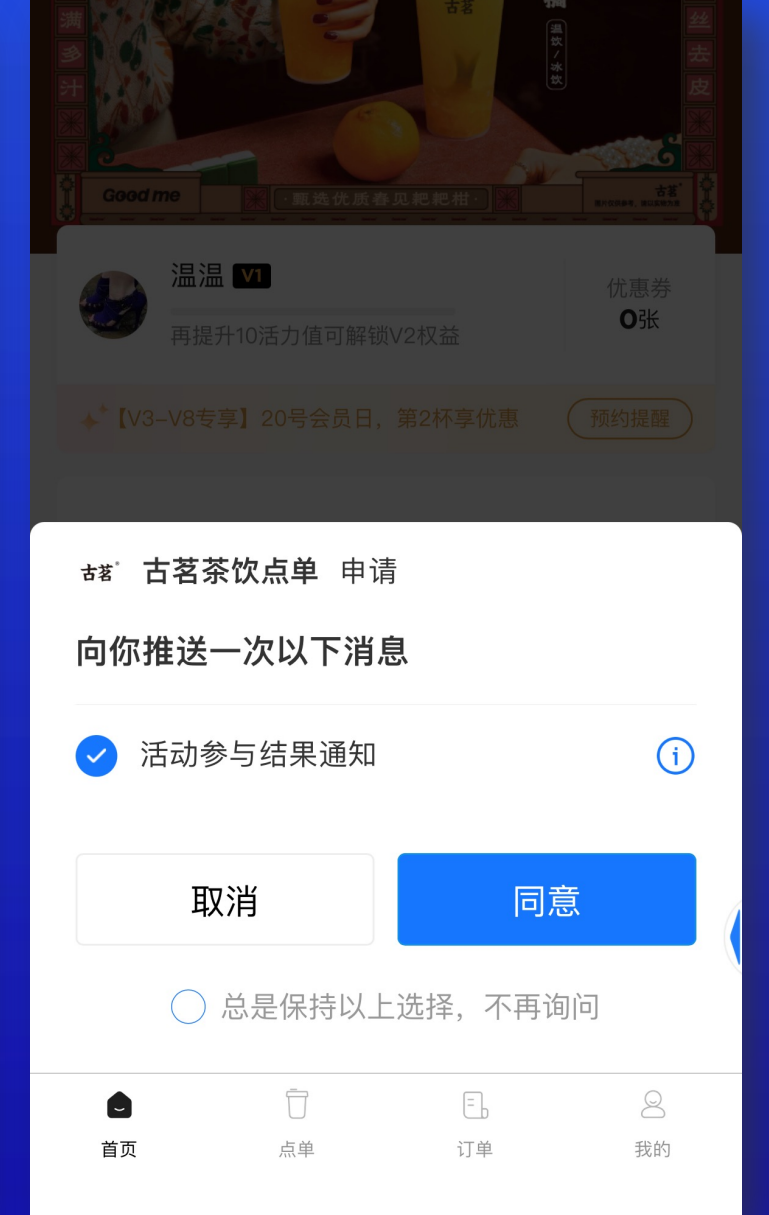 满多汁
古茗
摘
温饮/冰饮
丝去皮
Good me
·甄选优质春见粑粑柑·
古茗
温温 V1
优惠券
0张
再提升10活力值可解锁V2权益
【V3-V8专享】20号会员日，第2杯享优惠
预约提醒
古茗® 古茗茶饮点单 申请
向你推送一次以下消息
活动参与结果通知
取消
同意
总是保持以上选择，不再询问
首页
点单
订单
我的